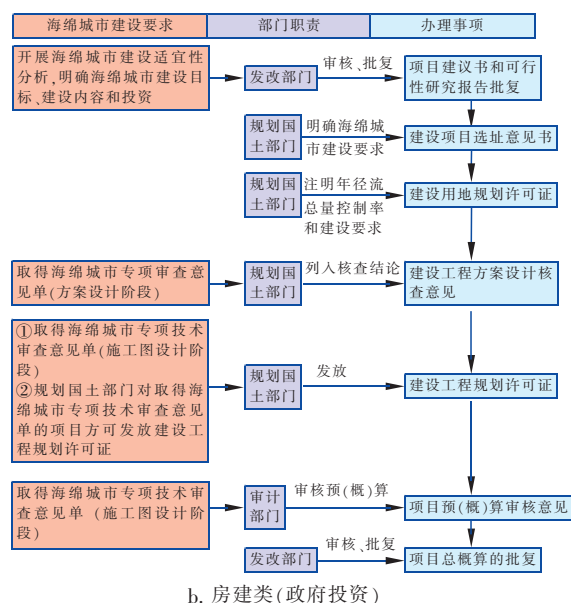 海绵城市建设要求
部门职责
办理事项
开展海绵城市建设适宜性
分析,明确海绵城市建设目
标、建设内容和投资
发改部门
审核、批复
项目建议书和可行
性研究报告批复
规划国
土部门
明确海绵城
市建设要求
建设项目选址意见书
规划国
土部门
注明年径流
总量控制率
和建设要求
建设用地规划许可证
取得海绵城市专项审查意
见单(方案设计阶段)
规划国
土部门
列入核查结论
建设工程方案设计核
查意见
①取得海绵城市专项技术
审查意见单(施工图设计阶
段)
②规划国土部门对取得海
绵城市专项技术审查意见
单的项目方可发放建设工
程规划许可证
规划国
土部门
发放
建设工程规划许可证
取得海绵城市专项技术审
查意见单(施工图设计阶
段)
审计
部门
审核预(概)算
项目预(概)算审核意见
发改部门
审核、批复
项目总概算的批复
b. 房建类(政府投资)